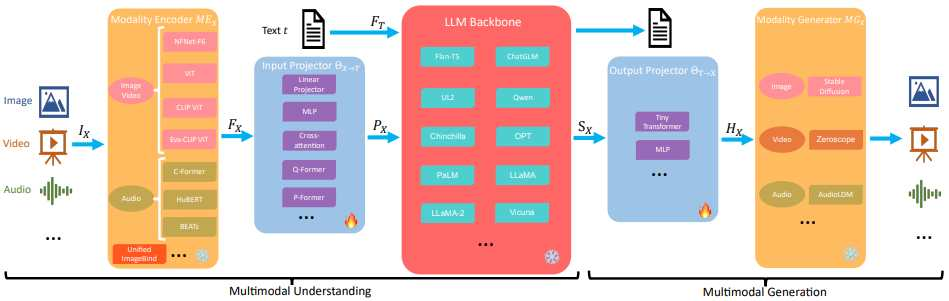 Modality Encoder ME_X
NFNet-F6
ViT
CLIP ViT
Eva-CLIP ViT
Image
Video
C-Former
HuBERT
BEATs
Audio
Unified
ImageBind
...
Image
Video
Audio
...
I_X
F_X
Text t
F_T
Input Projector Θ_X→T
Linear
Projector
MLP
Cross-
attention
Q-Former
P-Former
...
P_X
LLM Backbone
Flan-T5
ChatGLM
UL2
Qwen
Chinchilla
OPT
PaLM
LLaMA
LLaMA-2
Vicuna
...
S_X
Output Projector Θ_T→X
Tiny
Transformer
MLP
...
H_X
Modality Generator MG_X
Image
Stable
Diffusion
Video
Zeroscope
Audio
AudioLDM
...
...
Multimodal Understanding
Multimodal Generation